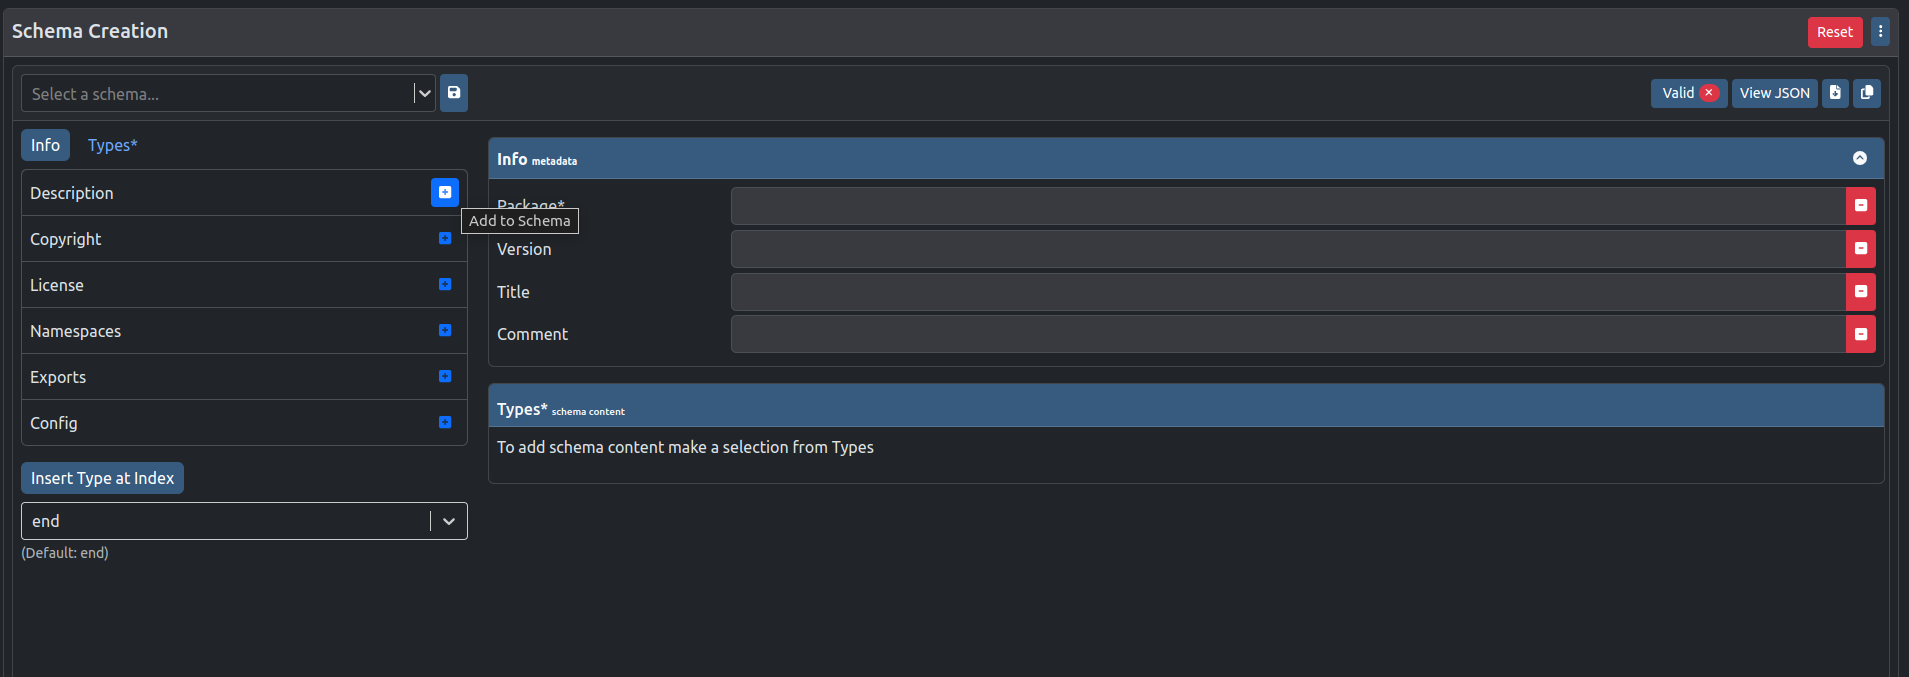 Schema Creation
Reset
Select a schema...
Valid
View JSON
Info
Types*
Description
Copyright
License
Namespaces
Exports
Config
Insert Type at Index
end
(Default: end)
Info metadata
Package*
Add to Schema
Version
Title
Comment
Types* schema content
To add schema content make a selection from Types